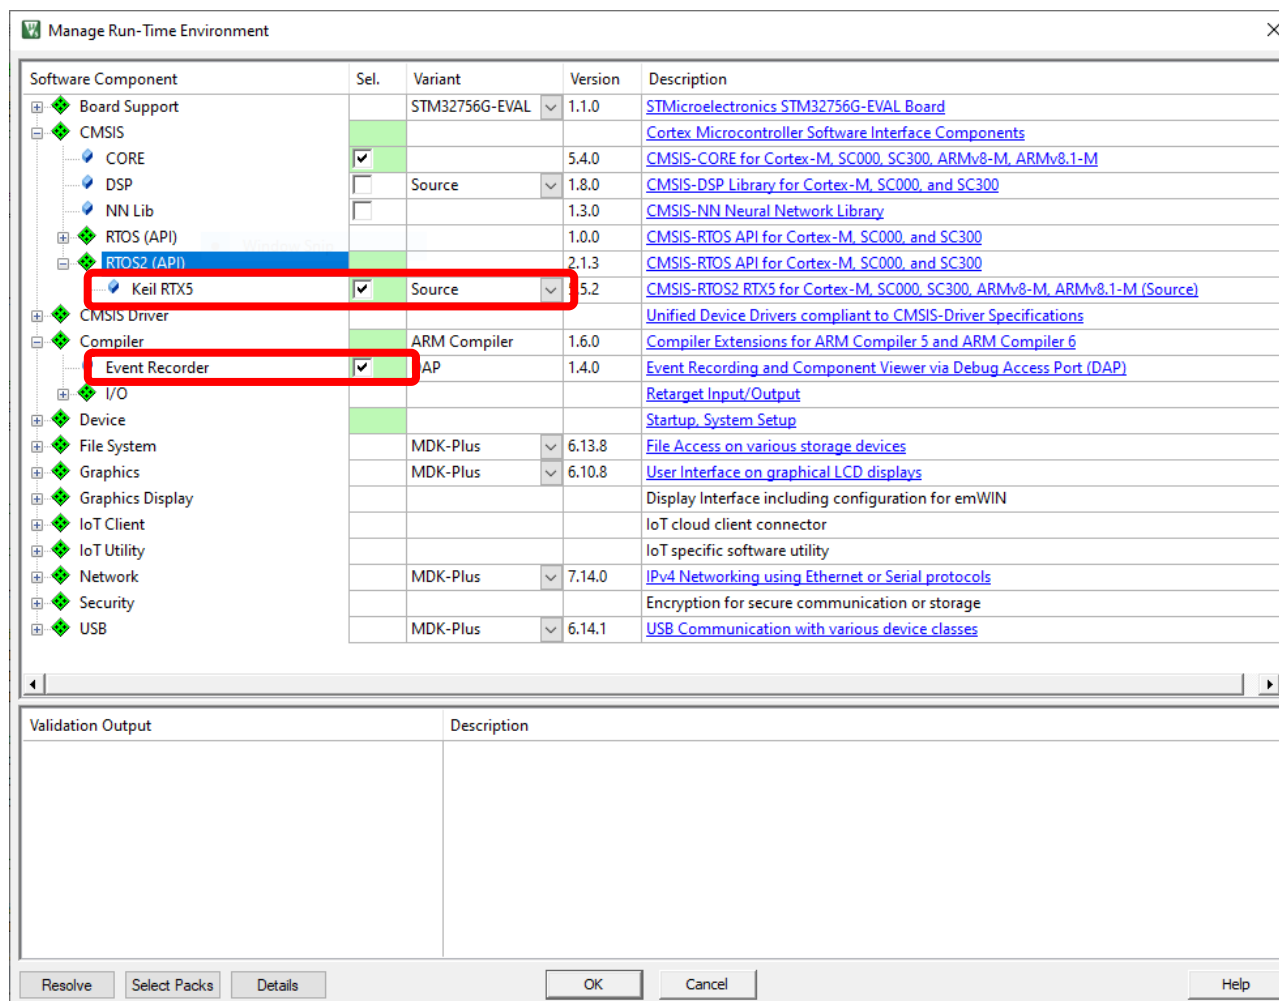 Manage Run-Time Environment
Software Component Sel. Variant Version Description
Board Support STM32756G-EVAL 1.1.0 STMicroelectronics STM32756G-EVAL Board
CMSIS Cortex Microcontroller Software Interface Components
CORE 5.4.0 CMSIS-CORE for Cortex-M, SC000, SC300, ARMv8-M, ARMv8.1-M
DSP Source 1.8.0 CMSIS-DSP Library for Cortex-M, SC000, and SC300
NN Lib 1.3.0 CMSIS-NN Neural Network Library
RTOS (API) 1.0.0 CMSIS-RTOS API for Cortex-M, SC000, and SC300
RTOS2 (API) 2.1.3 CMSIS-RTOS API for Cortex-M, SC000, and SC300
Keil RTX5 Source 5.5.2 CMSIS-RTOS2 RTX5 for Cortex-M, SC000, SC300, ARMv8-M, ARMv8.1-M (Source)
CMSIS Driver Unified Device Drivers compliant to CMSIS-Driver Specifications
Compiler ARM Compiler 1.6.0 Compiler Extensions for ARM Compiler 5 and ARM Compiler 6
Event Recorder DAP 1.4.0 Event Recording and Component Viewer via Debug Access Port (DAP)
I/O Retarget Input/Output
Device Startup, System Setup
File System MDK-Plus 6.13.8 File Access on various storage devices
Graphics MDK-Plus 6.10.8 User Interface on graphical LCD displays
Graphics Display Display Interface including configuration for emWIN
IoT Client IoT cloud client connector
IoT Utility IoT specific software utility
Network MDK-Plus 7.14.0 IPv4 Networking using Ethernet or Serial protocols
Security Encryption for secure communication or storage
USB MDK-Plus 6.14.1 USB Communication with various device classes
Validation Output Description
Resolve Select Packs Details OK Cancel Help